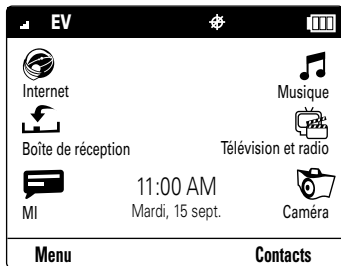 EV
Internet
Musique
Boîte de réception
Télévision et radio
MI
11:00 AM
Mardi, 15 sept.
Caméra
Menu
Contacts